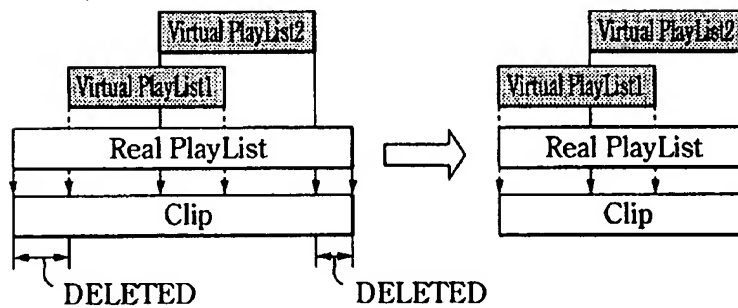 Virtual PlayList2
Virtual PlayList1
Real PlayList
Clip
DELETED
DELETED
Virtual PlayList2
Virtual PlayList1
Real PlayList
Clip